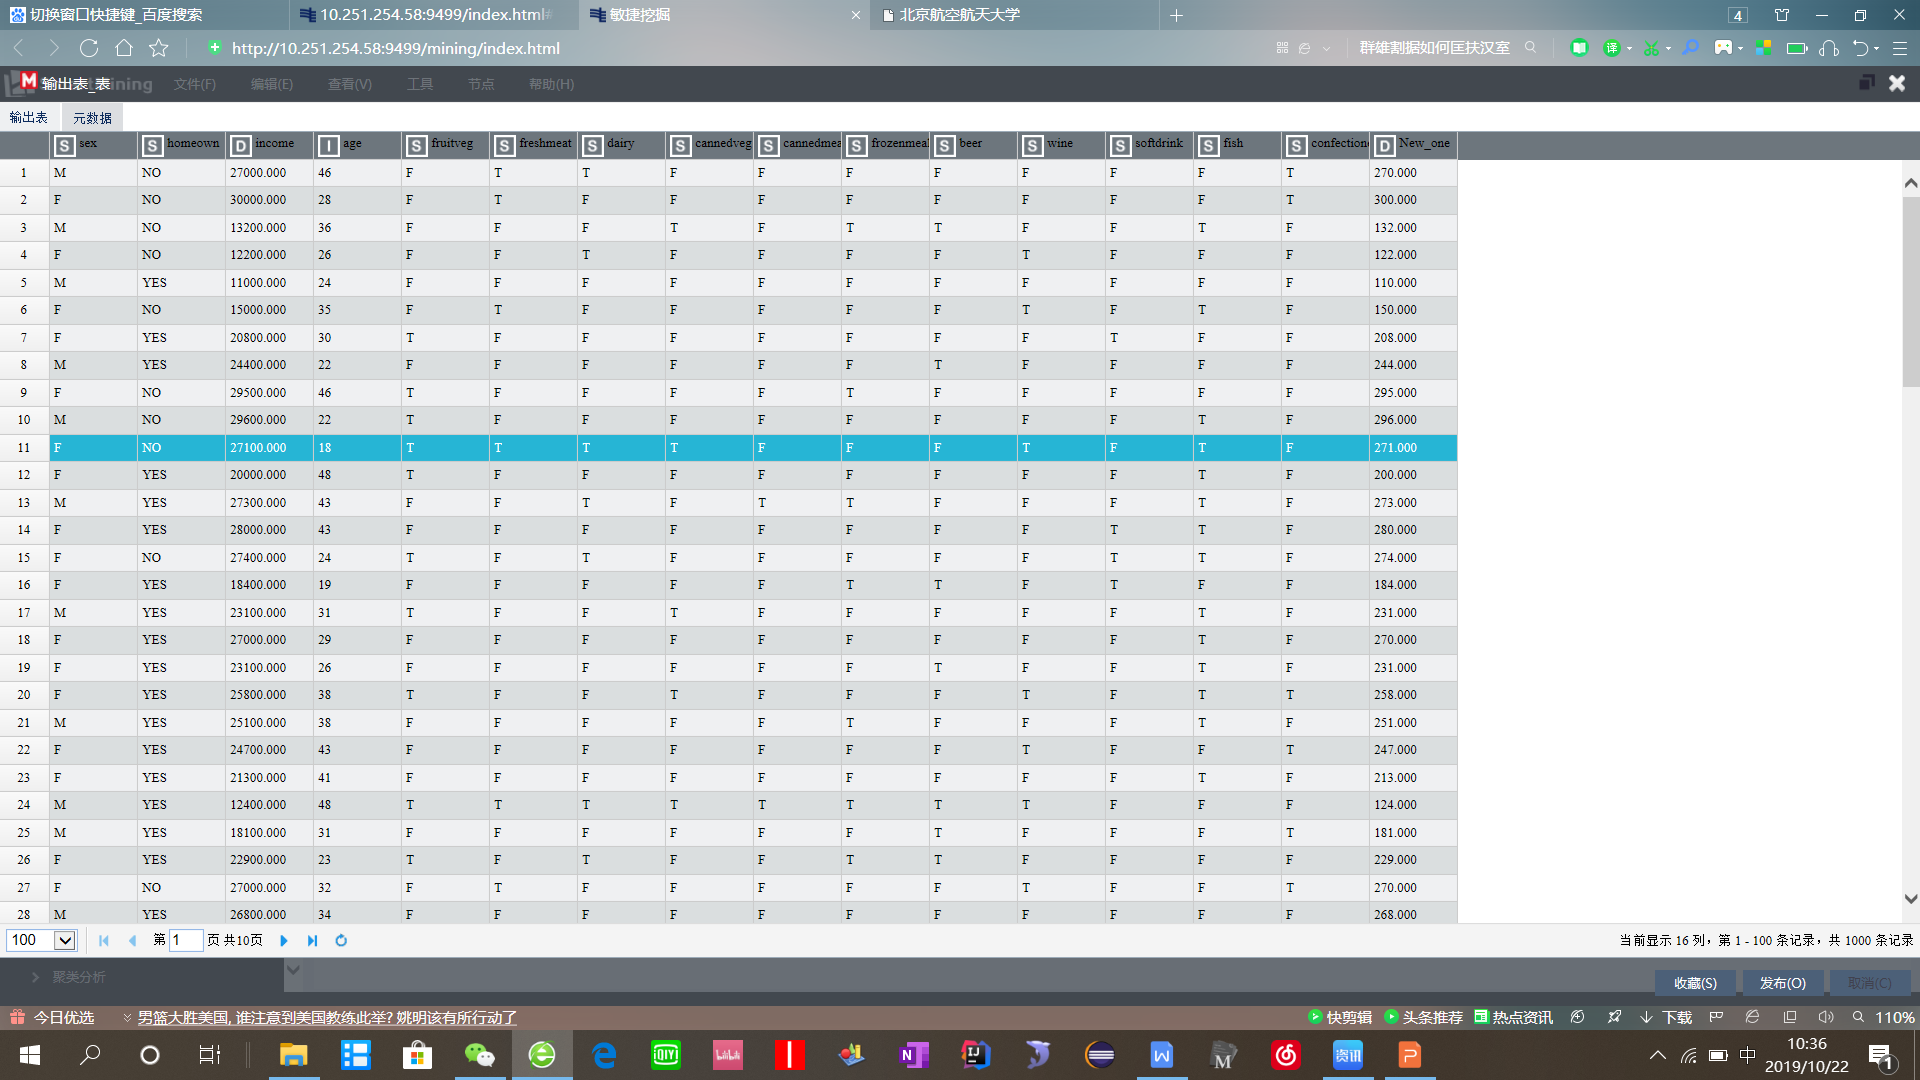 切换窗口快捷键_百度搜索 10.251.254.58:9499/index.html# 敏捷挖掘 北京航空航天大学 4
http://10.251.254.58:9499/mining/index.html 群雄割据如何匡扶汉室
输出表_表 文件(F) 编辑(E) 查看(V) 工具 节点 帮助(H)
输出表 元数据
S sex S homeown D income I age S fruitveg S freshmeat S dairy S cannedveg S cannedmea S frozenmeal S beer S wine S softdrink S fish S confection D New_one
1 M NO 27000.000 46 F T T F F F F F F F T 270.000
2 F NO 30000.000 28 F T F F F F F F F F T 300.000
3 M NO 13200.000 36 F F F T F T T F F T F 132.000
4 F NO 12200.000 26 F F T F F F F T F F F 122.000
5 M YES 11000.000 24 F F F F F F F F F F F 110.000
6 F NO 15000.000 35 F T F F F F F T F T F 150.000
7 F YES 20800.000 30 T F F F F F F F T F F 208.000
8 M YES 24400.000 22 F F F F F F T F F F F 244.000
9 F NO 29500.000 46 T F F F F T F F F F F 295.000
10 M NO 29600.000 22 T F F F F F F F F T F 296.000
11 F NO 27100.000 18 T T T T F F F T F T F 271.000
12 F YES 20000.000 48 T F F F F F F F F T F 200.000
13 M YES 27300.000 43 F F T F T T F F F T F 273.000
14 F YES 28000.000 43 F F F F F F F F T T F 280.000
15 F NO 27400.000 24 T F T F F F F F T T F 274.000
16 F YES 18400.000 19 F F F F F T T F T F F 184.000
17 M YES 23100.000 31 T F F T F F F F F T F 231.000
18 F YES 27000.000 29 F F F F F F F F F T F 270.000
19 F YES 23100.000 26 F F F F F F T F F T F 231.000
20 F YES 25800.000 38 T F F T F F F T F T T 258.000
21 M YES 25100.000 38 F F F F F T F F F T F 251.000
22 F YES 24700.000 43 F F F F F F F T F F T 247.000
23 F YES 21300.000 41 F F F F F F F F F T F 213.000
24 M YES 12400.000 48 T T T T T T T T F F F 124.000
25 M YES 18100.000 31 F F F F F F T F F F T 181.000
26 F YES 22900.000 23 T F T F F T T F F F F 229.000
27 F NO 27000.000 32 F T F F F F F T F F T 270.000
28 M YES 26800.000 34 F F F F F F F F F F F 268.000
100 第 1 页 共10页 当前显示 16 列，第 1 - 100 条记录，共 1000 条记录
聚类分析 收藏(S) 发布(O) 取消(C)
今日优选 男篮大胜美国, 谁注意到美国教练此举? 姚明该有所行动了 快剪辑 头条推荐 热点资讯 下载 110%
中 10:36
2019/10/22 1